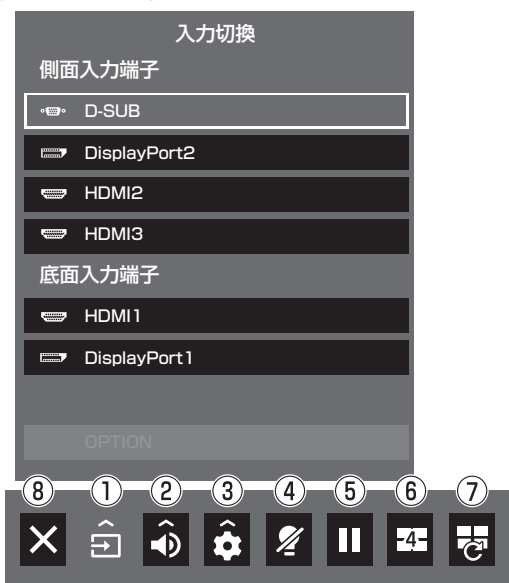 入力切換
側面入力端子
D-SUB
DisplayPort2
HDMI2
HDMI3
底面入力端子
HDMI1
DisplayPort1
OPTION
⑧ ① ② ③ ④ ⑤ ⑥ ⑦
4